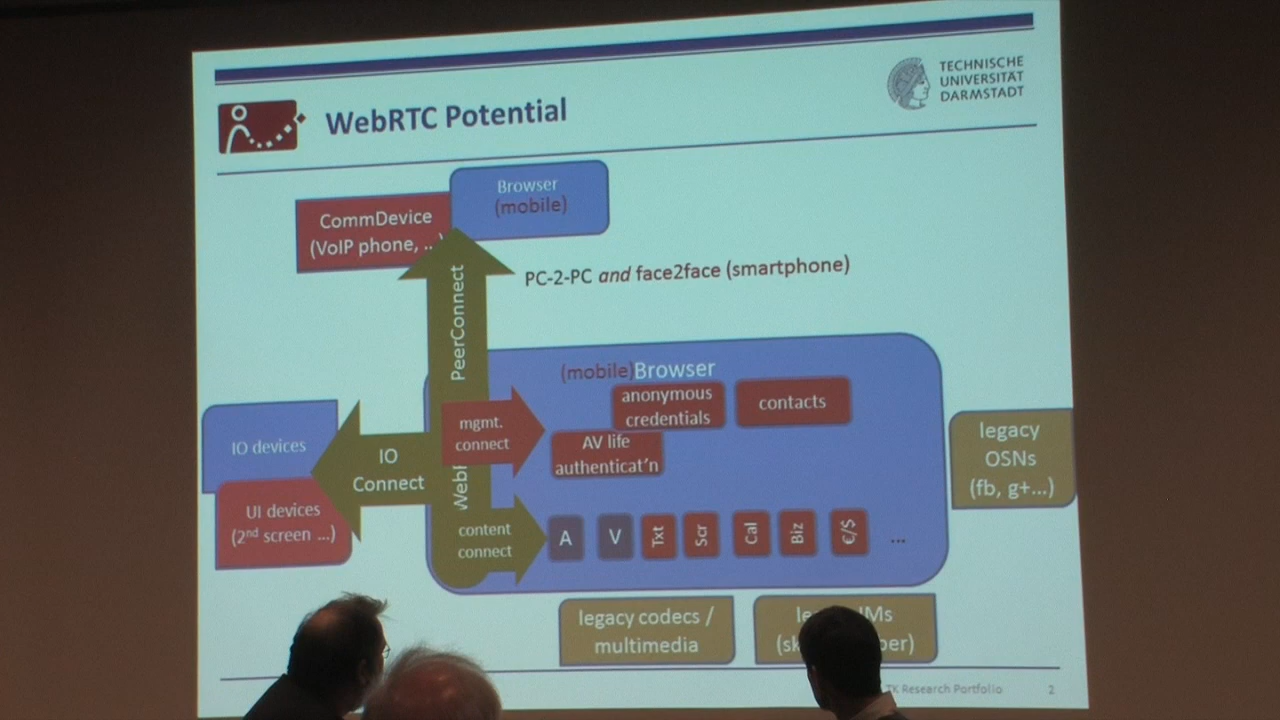 TECHNISCHE
UNIVERSITÄT
DARMSTADT
WebRTC Potential
Browser
(mobile)
CommDevice
(VoIP phone, ..)
PC-2-PC and face2face (smartphone)
PeerConnect
(mobile)Browser
anonymous
credentials
contacts
mgmt.
connect
AV life
authenticat'n
IO devices
IO
Connect
UI devices
(2nd screen ...)
legacy
OSNs
(fb, g+...)
content
connect
A
V
Txt
Scr
Cal
Biz
€/$
...
legacy codecs /
multimedia
TK Research Portfolio
2